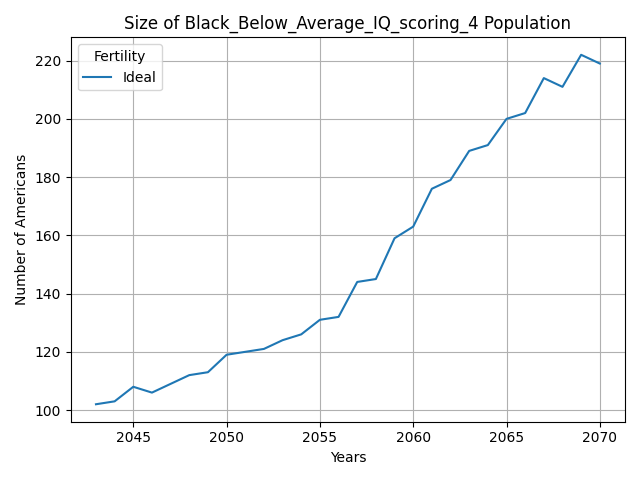 Size of Black_Below_Average_IQ_scoring_4 Population
Fertility
Ideal
Number of Americans
220
200
180
160
140
120
100
2045 2050 2055 2060 2065 2070
Years